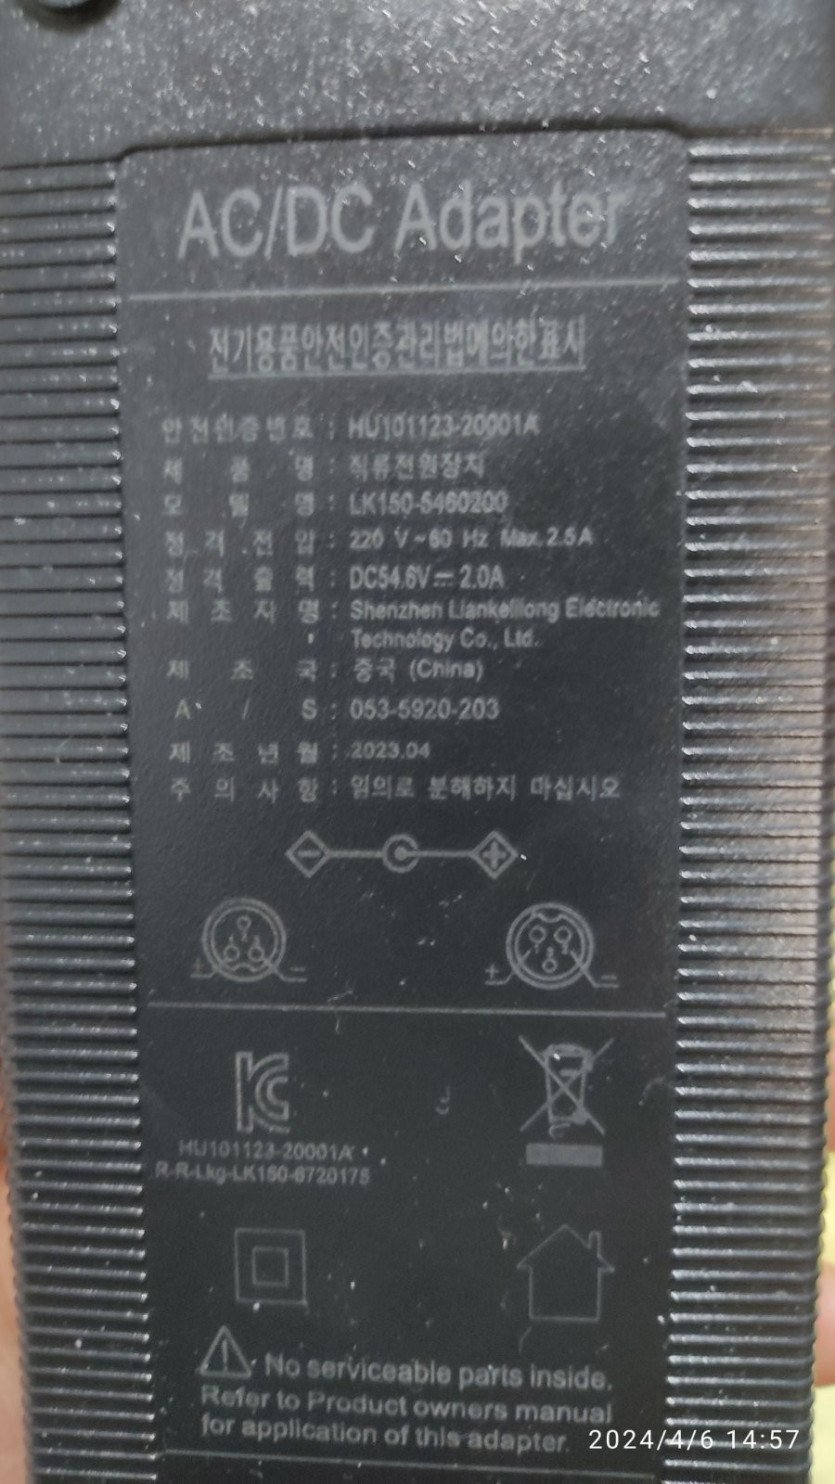 AC/DC Adapter
전기용품안전인증관리법에의한표시
안전인증번호 : HU101123-20001A
제 품 명 : 직류전원장치
모 델 명 : LK150-5460200
정 격 전 압 : 220 V~60 Hz Max. 2.5A
정 격 출 력 : DC54.6V⎓2.0A
제 조 자 명 : Shenzhen Liankeilong Electronic
Technology Co., Ltd.
제 조 국 : 중국 (China)
A / S : 053-5920-203
제 조 년 월 : 2023.04
주 의 사 항 : 임의로 분해하지 마십시오
- +
+ - + -
HU101123-20001A
R-R-Lkg-LK150-6720175
No serviceable parts inside.
Refer to Product owners manual
for application of this adapter.
2024/4/6 14:57